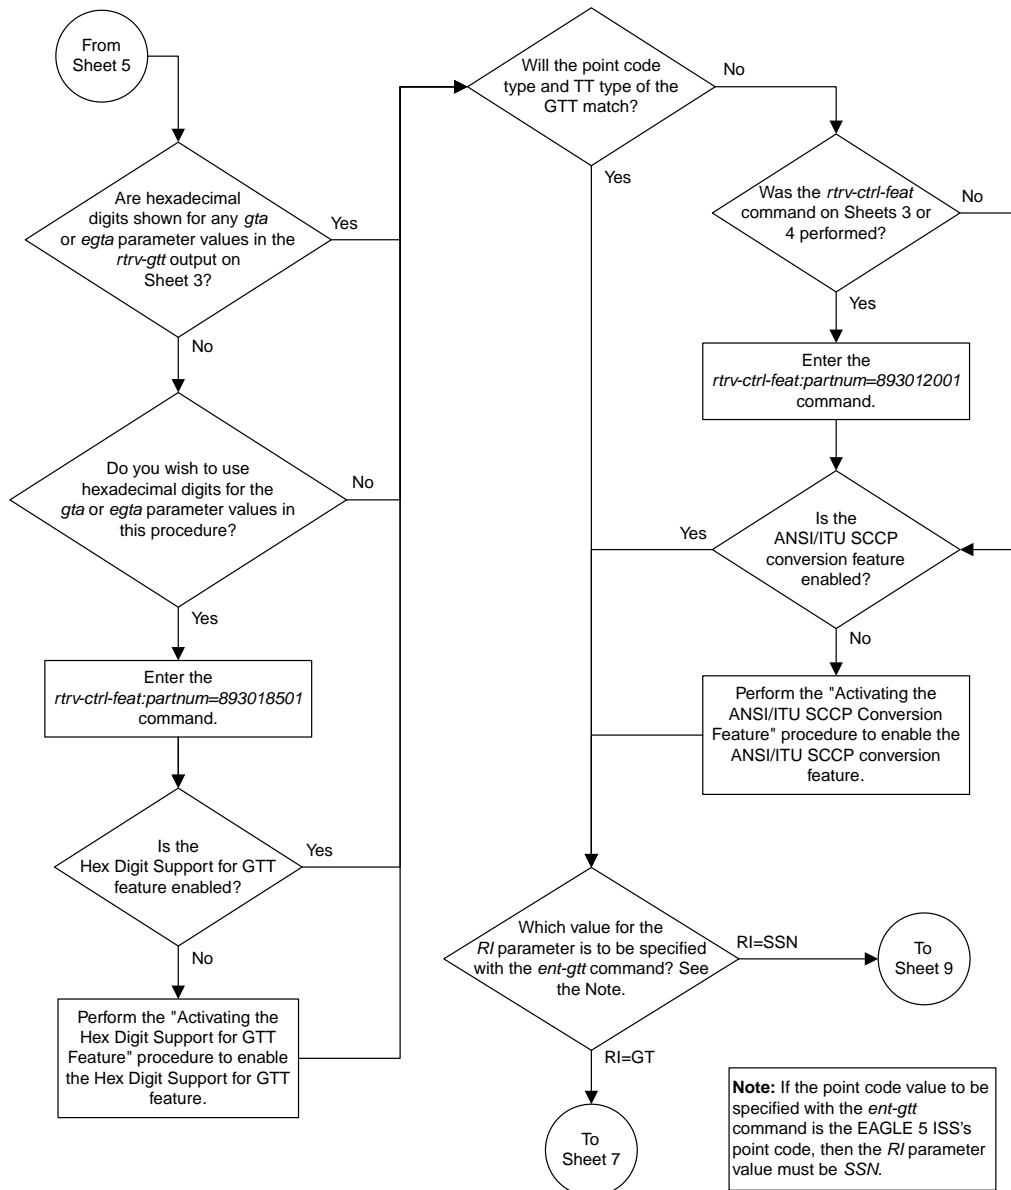 From
Sheet 5
Are hexadecimal
digits shown for any gta
or egta parameter values in the
rtrv-gtt output on
Sheet 3?
Yes
No
Do you wish to use
hexadecimal digits for the
gta or egta parameter values in
this procedure?
No
Yes
Enter the
rtrv-ctrl-feat:partnum=893018501
command.
Is the
Hex Digit Support for GTT
feature enabled?
Yes
No
Perform the "Activating the
Hex Digit Support for GTT
Feature" procedure to enable
the Hex Digit Support for GTT
feature.
Will the point code
type and TT type of the
GTT match?
No
Yes
Was the rtrv-ctrl-feat
command on Sheets 3 or
4 performed?
No
Yes
Enter the
rtrv-ctrl-feat:partnum=893012001
command.
Is the
ANSI/ITU SCCP
conversion feature
enabled?
Yes
No
Perform the "Activating the
ANSI/ITU SCCP Conversion
Feature" procedure to enable the
ANSI/ITU SCCP conversion
feature.
Which value for the
RI parameter is to be specified
with the ent-gtt command? See
the Note.
RI=SSN
To
Sheet 9
RI=GT
To
Sheet 7
Note: If the point code value to be
specified with the ent-gtt
command is the EAGLE 5 ISS's
point code, then the RI parameter
value must be SSN.